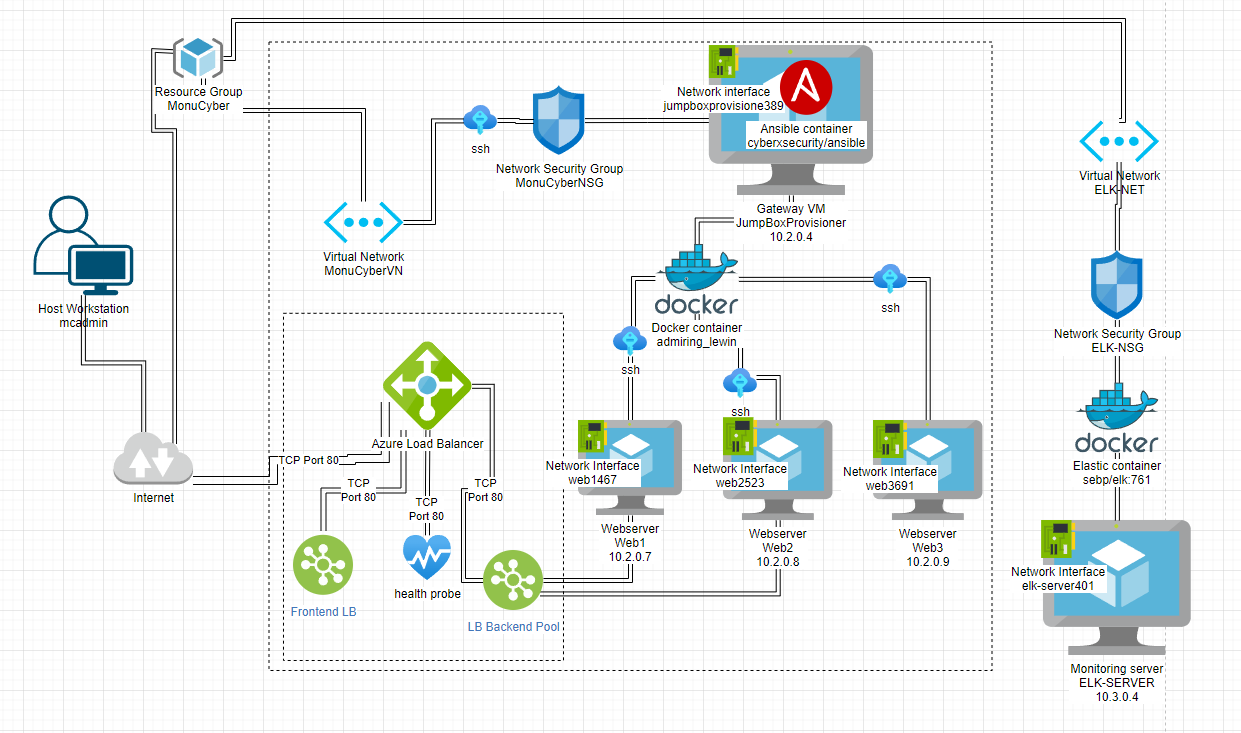 Resource Group
MonuCyber
Network interface
jumpboxprovisione389
Ansible container
cyberxsecurity/ansible
ssh
Network Security Group
MonuCyberNSG
Virtual Network
ELK-NET
Gateway VM
JumpBoxProvisioner
10.2.0.4
Virtual Network
MonuCyberVN
Host Workstation
mcadmin
docker
Docker container
admiring_lewin
ssh
ssh
ssh
Network Security Group
ELK-NSG
Azure Load Balancer
TCP Port 80
Internet
TCP
Port 80
TCP
Port 80
TCP
Port 80
Frontend LB
health probe
LB Backend Pool
Network Interface
web1467
Network Interface
web2523
Network Interface
web3691
Webserver
Web1
10.2.0.7
Webserver
Web2
10.2.0.8
Webserver
Web3
10.2.0.9
docker
Elastic container
sebp/elk:761
Network Interface
elk-server401
Monitoring server
ELK-SERVER
10.3.0.4